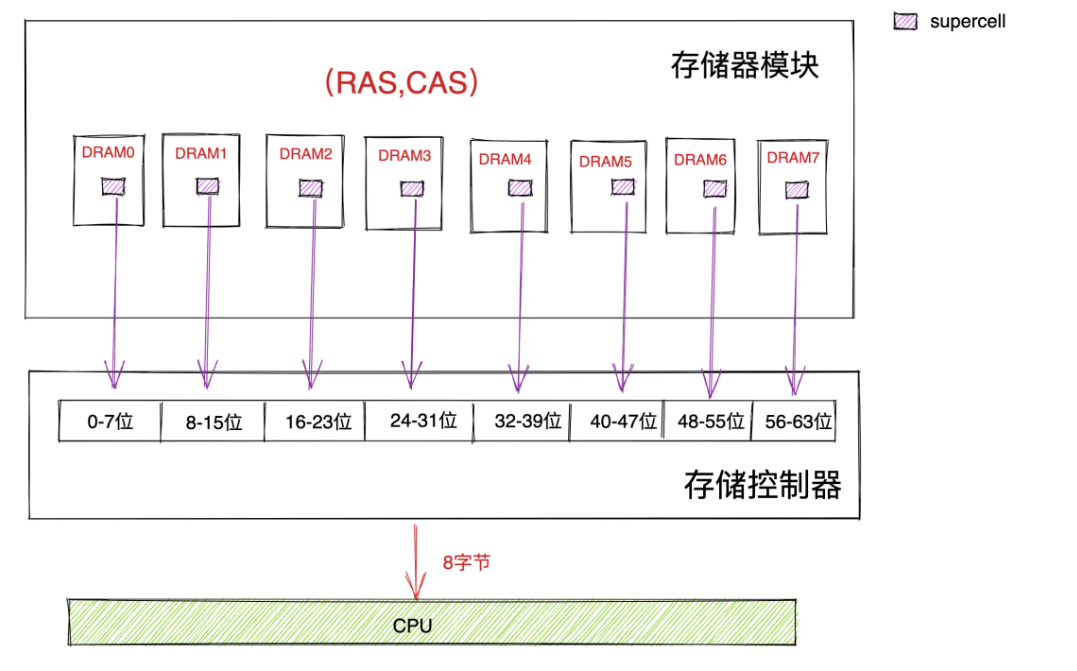 supercell
存储器模块
(RAS,CAS)
DRAM0 DRAM1 DRAM2 DRAM3 DRAM4 DRAM5 DRAM6 DRAM7
0-7位 8-15位 16-23位 24-31位 32-39位 40-47位 48-55位 56-63位
存储控制器
8字节
CPU